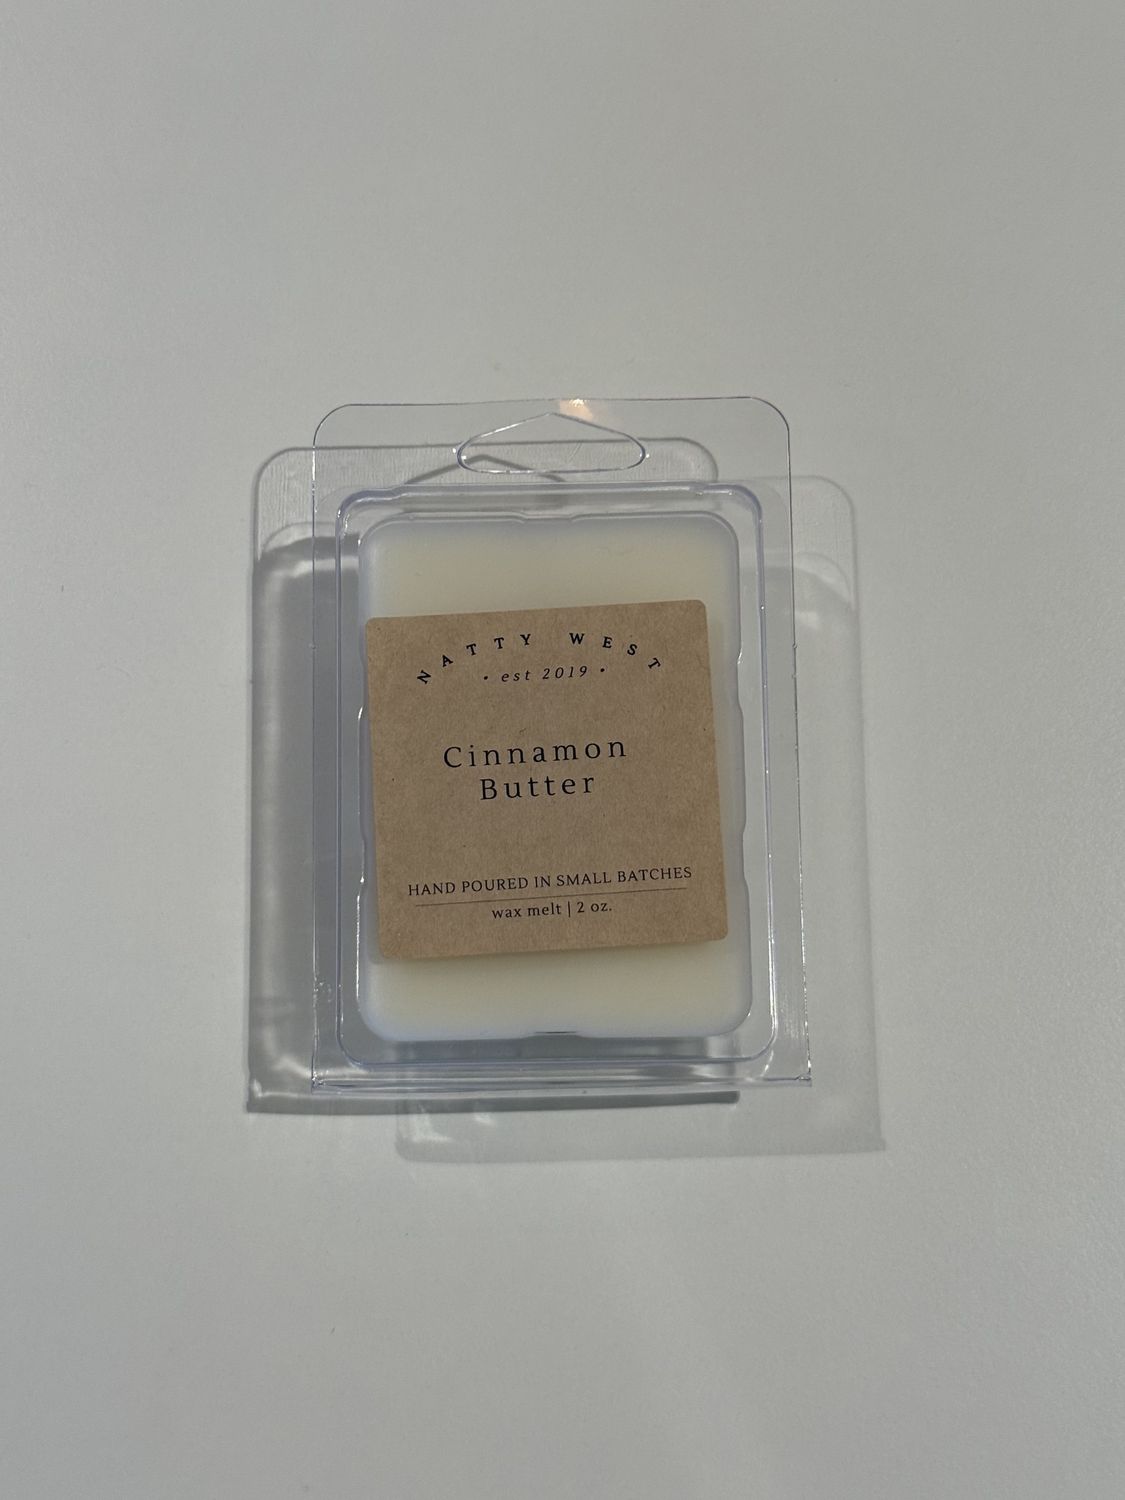 NATTY WEST
• est 2019 •
Cinnamon
Butter
HAND POURED IN SMALL BATCHES
wax melt | 2 oz.